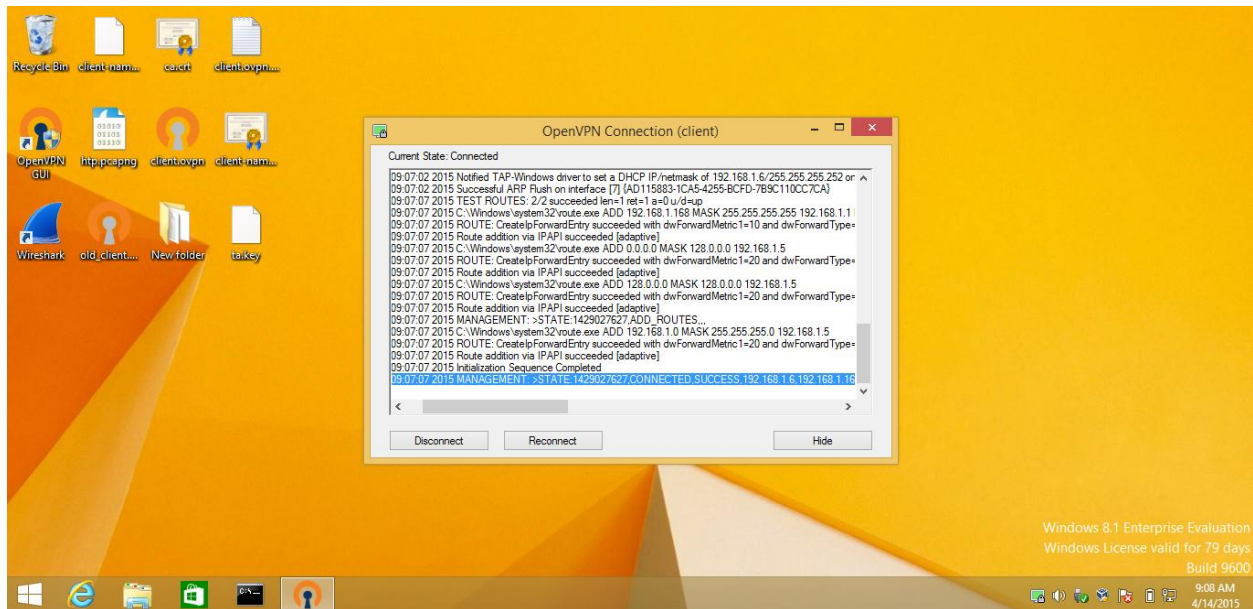 Recycle Bin
client-nam...
ca.crt
client.ovpn....
OpenVPN GUI
http.pcapng
client.ovpn
client-nam...
Wireshark
old_client....
New folder
ta.key
OpenVPN Connection (client)
Current State: Connected
09:07:02 2015 Notified TAP-Windows driver to set a DHCP IP/netmask of 192.168.1.6/255.255.255.252 or
09:07:02 2015 Successful ARP Flush on interface [7] {AD115883-1CA5-4255-BCFD-7B9C110CC7CA}
09:07:07 2015 TEST ROUTES: 2/2 succeeded len=1 ret=1 a=0 u/d=up
09:07:07 2015 C:\Windows\system32\route.exe ADD 192.168.1.168 MASK 255.255.255.255 192.168.1.1
09:07:07 2015 ROUTE: CreateIpForwardEntry succeeded with dwForwardMetric1=10 and dwForwardType=
09:07:07 2015 Route addition via IPAPI succeeded [adaptive]
09:07:07 2015 C:\Windows\system32\route.exe ADD 0.0.0.0 MASK 128.0.0.0 192.168.1.5
09:07:07 2015 ROUTE: CreateIpForwardEntry succeeded with dwForwardMetric1=20 and dwForwardType=
09:07:07 2015 Route addition via IPAPI succeeded [adaptive]
09:07:07 2015 C:\Windows\system32\route.exe ADD 128.0.0.0 MASK 128.0.0.0 192.168.1.5
09:07:07 2015 ROUTE: CreateIpForwardEntry succeeded with dwForwardMetric1=20 and dwForwardType=
09:07:07 2015 Route addition via IPAPI succeeded [adaptive]
09:07:07 2015 MANAGEMENT: >STATE:1429027627,ADD_ROUTES,,,
09:07:07 2015 C:\Windows\system32\route.exe ADD 192.168.1.0 MASK 255.255.255.0 192.168.1.5
09:07:07 2015 ROUTE: CreateIpForwardEntry succeeded with dwForwardMetric1=20 and dwForwardType=
09:07:07 2015 Route addition via IPAPI succeeded [adaptive]
09:07:07 2015 Initialization Sequence Completed
09:07:07 2015 MANAGEMENT: >STATE:1429027627,CONNECTED,SUCCESS,192.168.1.6,192.168.1.16
Disconnect
Reconnect
Hide
Windows 8.1 Enterprise Evaluation
Windows License valid for 79 days
Build 9600
9:08 AM
4/14/2015